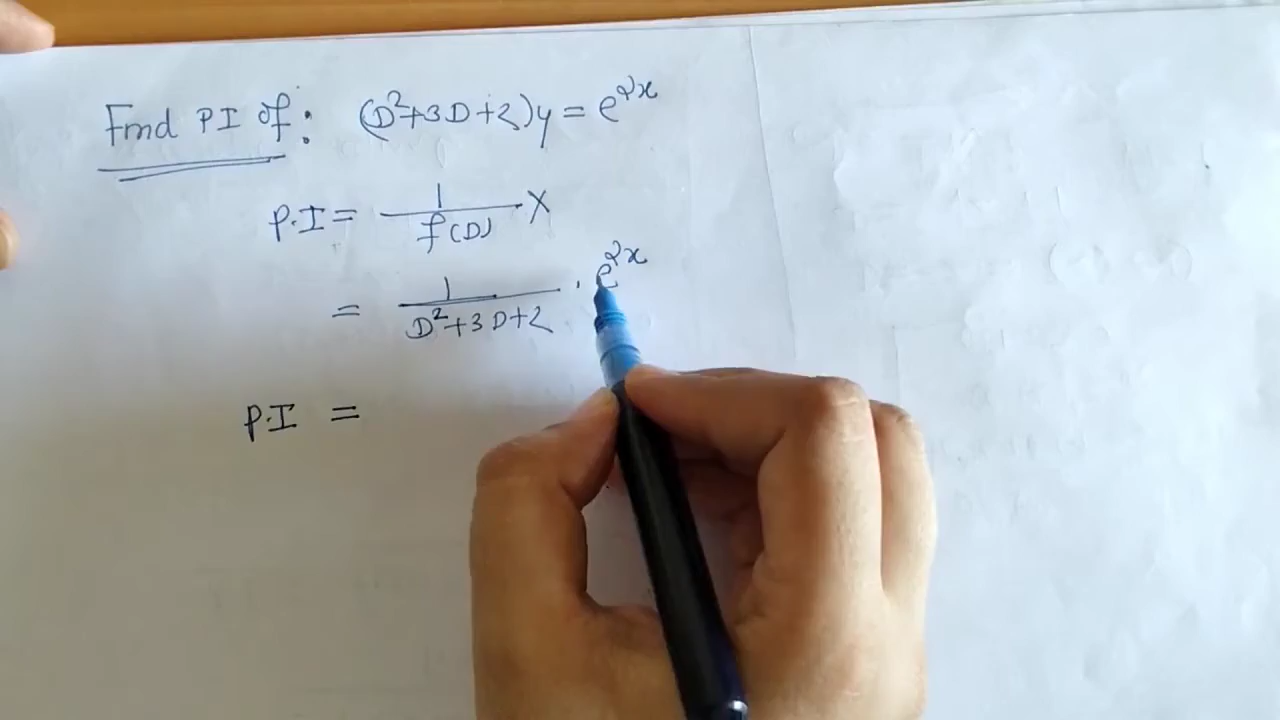 Find PI of: (D²+3D+2)y = e^2x
P.I = 1/f(D) X
= 1/D²+3D+2 . e^2x
P.I =